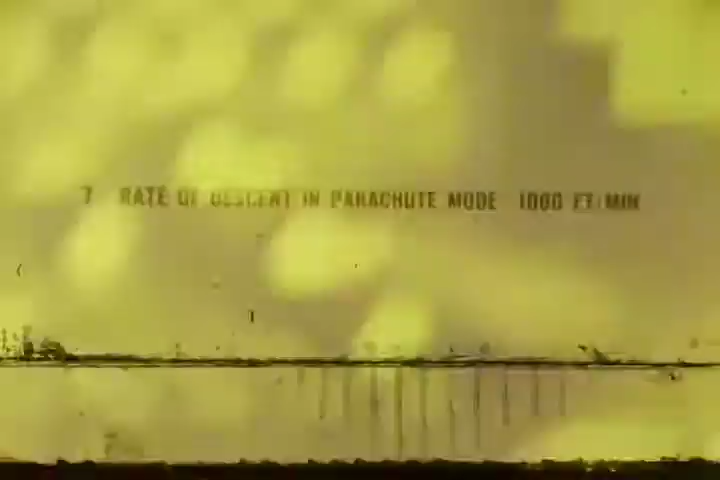 7 RATE OF DESCENT IN PARACHUTE MODE 1000 FT/MIN